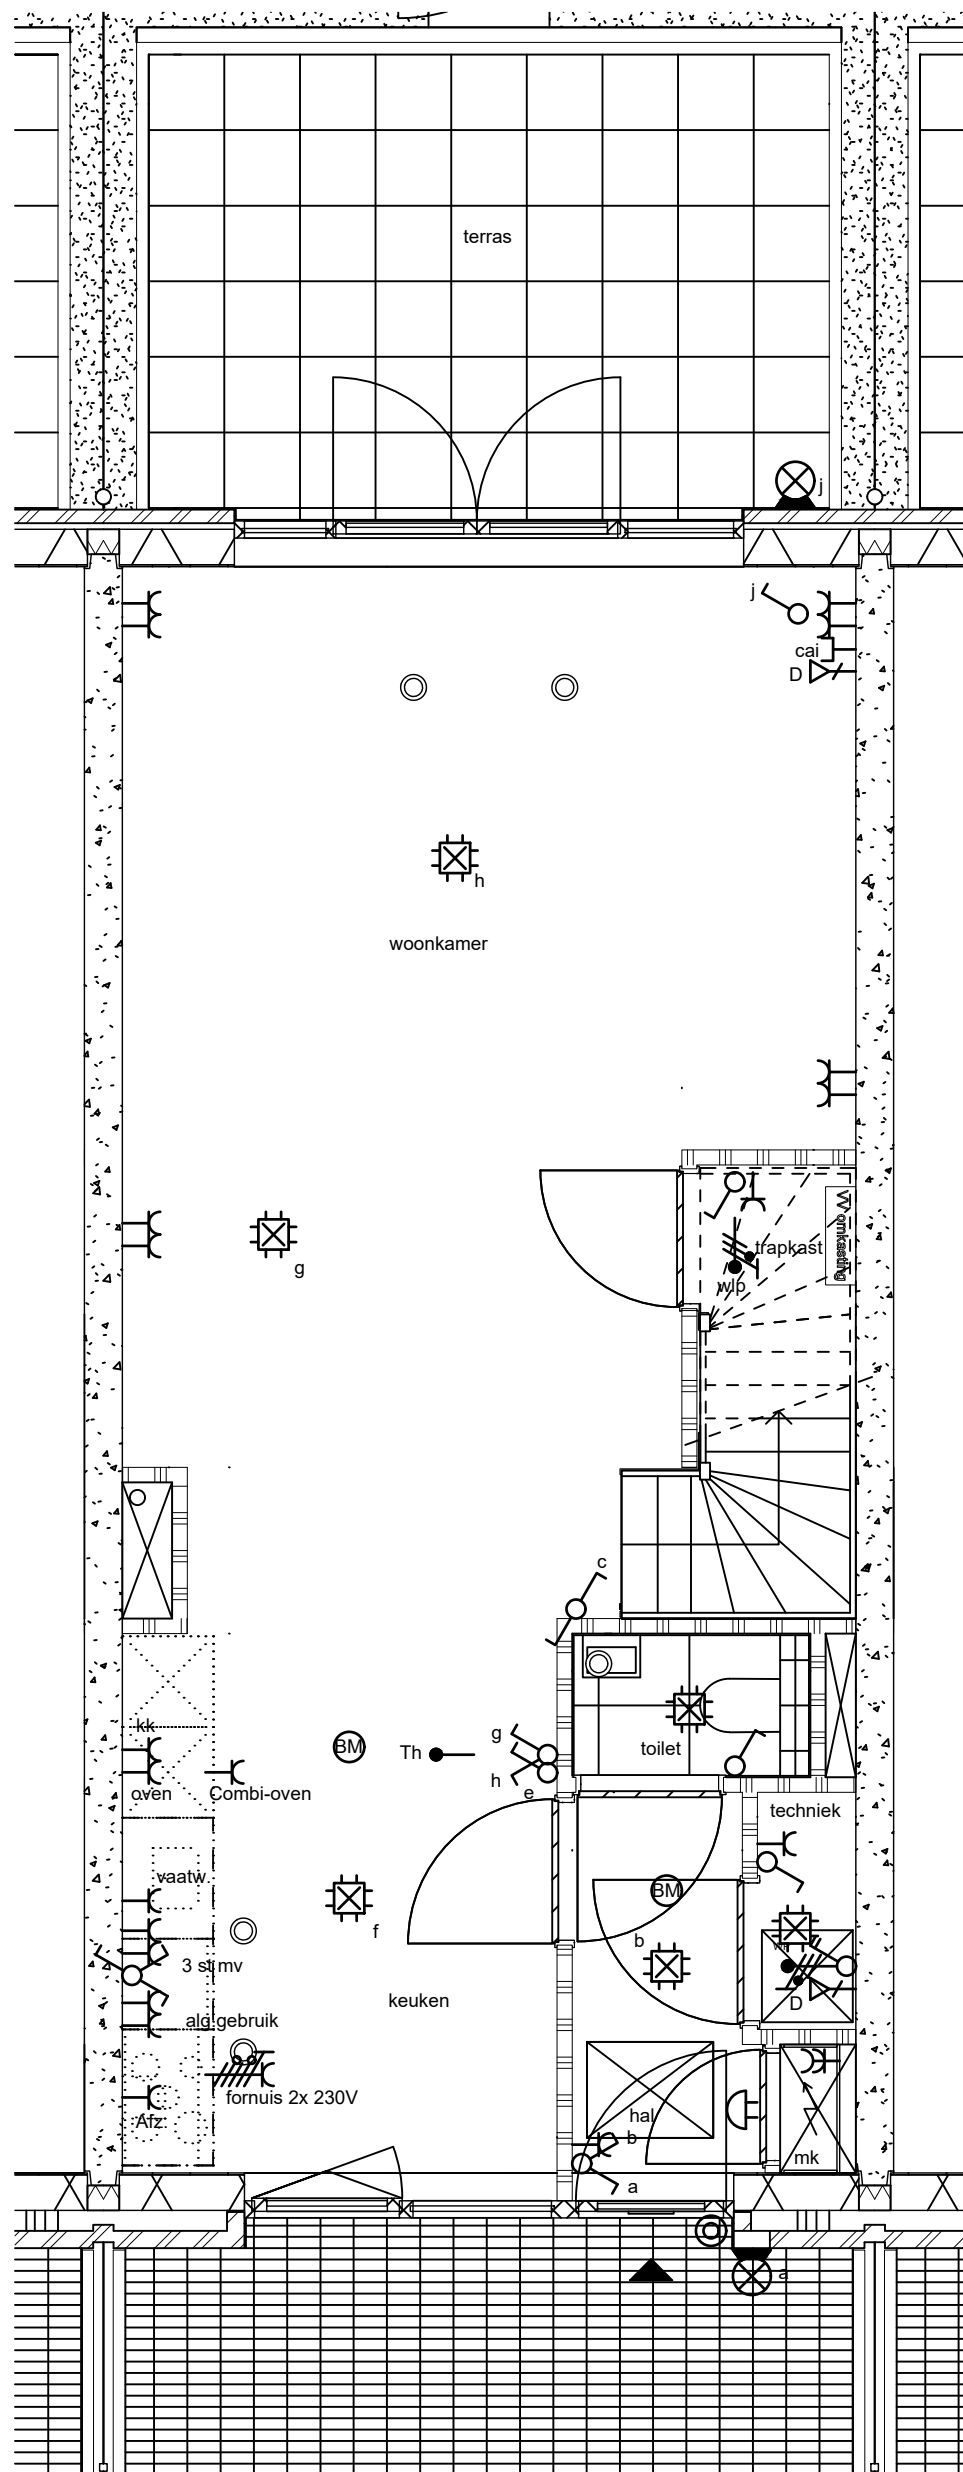 terras
j
j
cai
D
h
woonkamer
W omkasting
trapkast
g
wlp
c
kk
BM
Th
g
h
e
toilet
oven
Combi-oven
techniek
vaatw.
BM
f
b
3 st mv
D
keuken
alg gebruik
fornuis 2x 230V
Afz
hal
b
mk
a
a